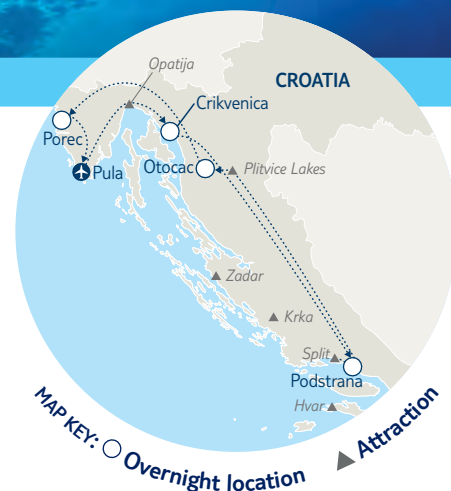 Opatija
CROATIA
Crikvenica
Porec
Otocac
Plitvice Lakes
Pula
Zadar
Krka
Split
Podstrana
Hvar
MAP KEY: Overnight location Attraction